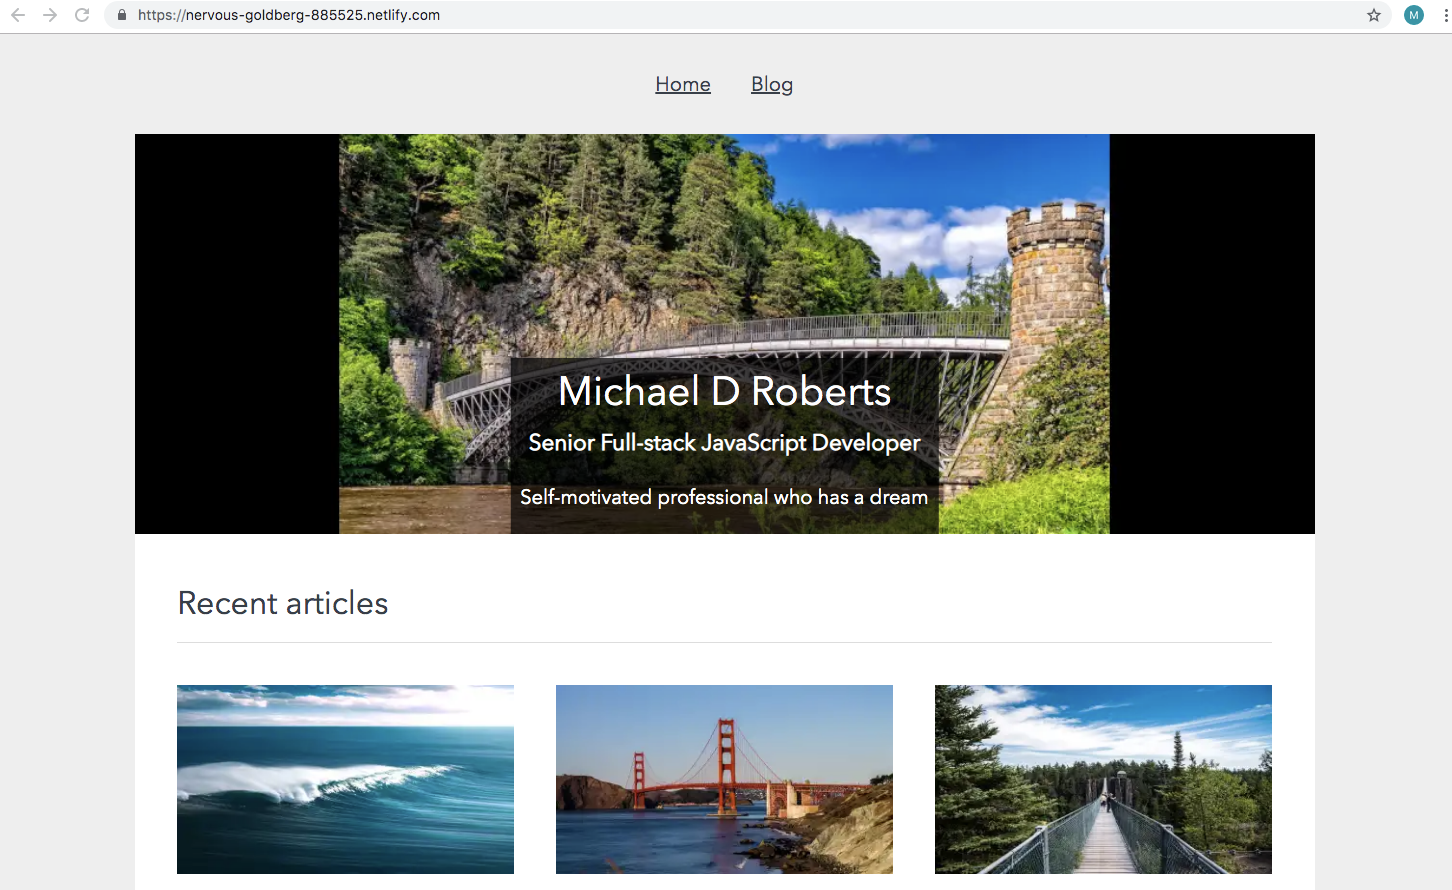 https://nervous-goldberg-885525.netlify.com
M
Home Blog
Michael D Roberts
Senior Full-stack JavaScript Developer
Self-motivated professional who has a dream
Recent articles